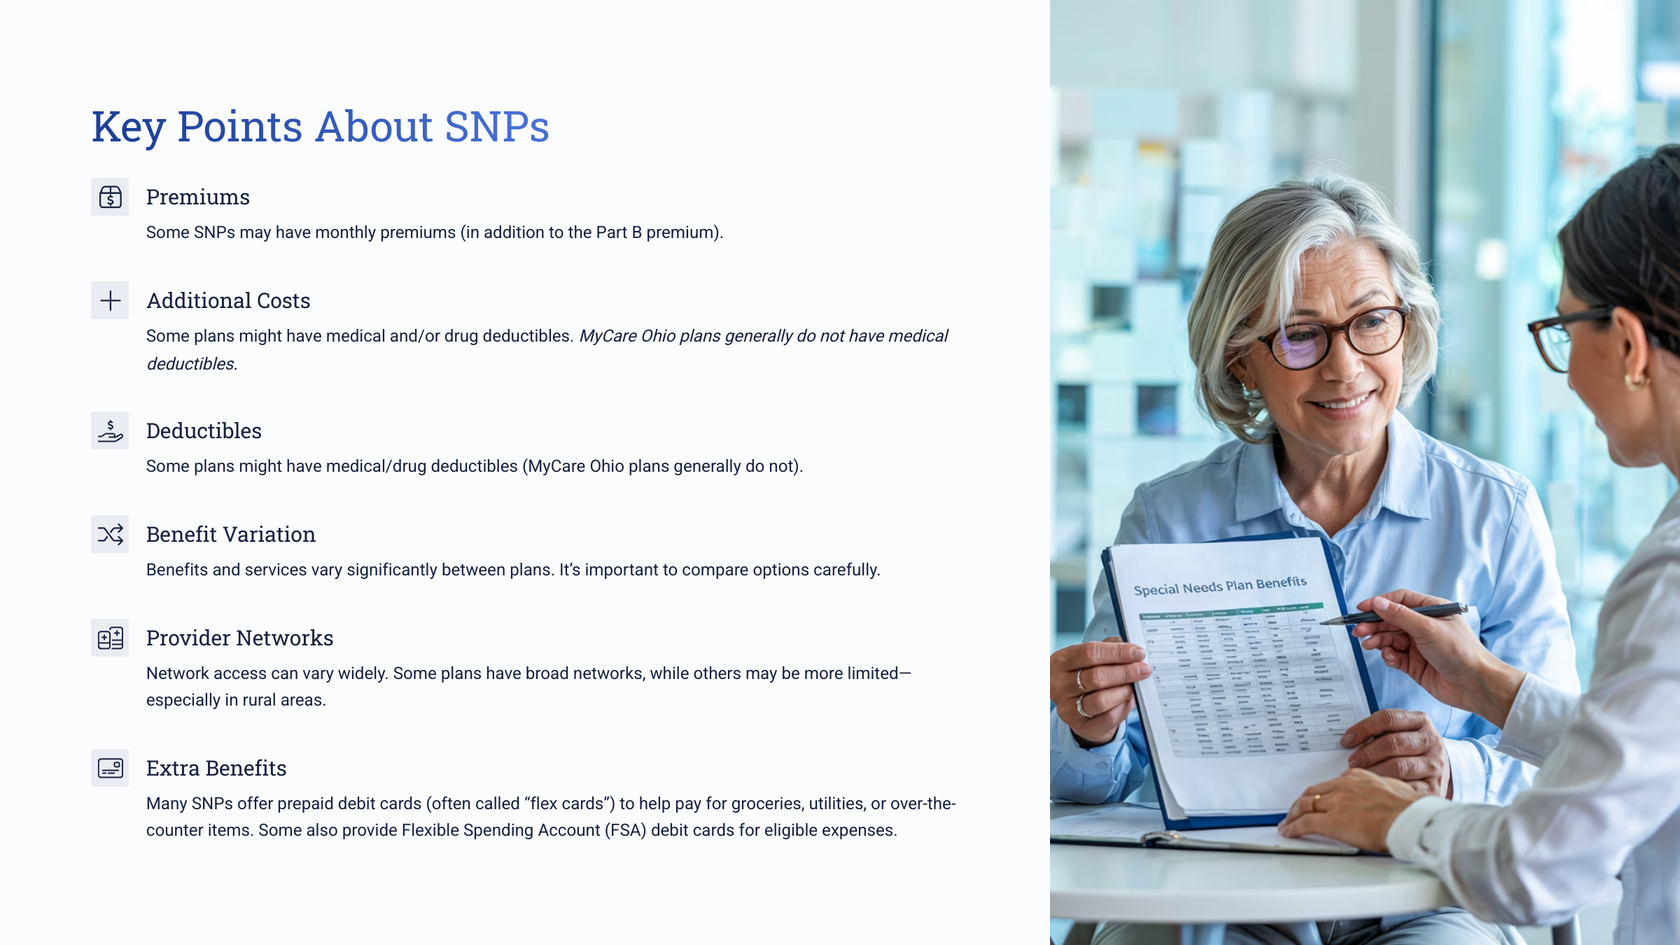 Key Points About SNPs
Premiums
Some SNPs may have monthly premiums (in addition to the Part B premium).
Additional Costs
Some plans might have medical and/or drug deductibles. MyCare Ohio plans generally do not have medical
deductibles.
Deductibles
Some plans might have medical/drug deductibles (MyCare Ohio plans generally do not).
Benefit Variation
Benefits and services vary significantly between plans. It’s important to compare options carefully.
Provider Networks
Network access can vary widely. Some plans have broad networks, while others may be more limited—
especially in rural areas.
Extra Benefits
Many SNPs offer prepaid debit cards (often called “flex cards”) to help pay for groceries, utilities, or over-the-
counter items. Some also provide Flexible Spending Account (FSA) debit cards for eligible expenses.
Special Needs Plan Benefits